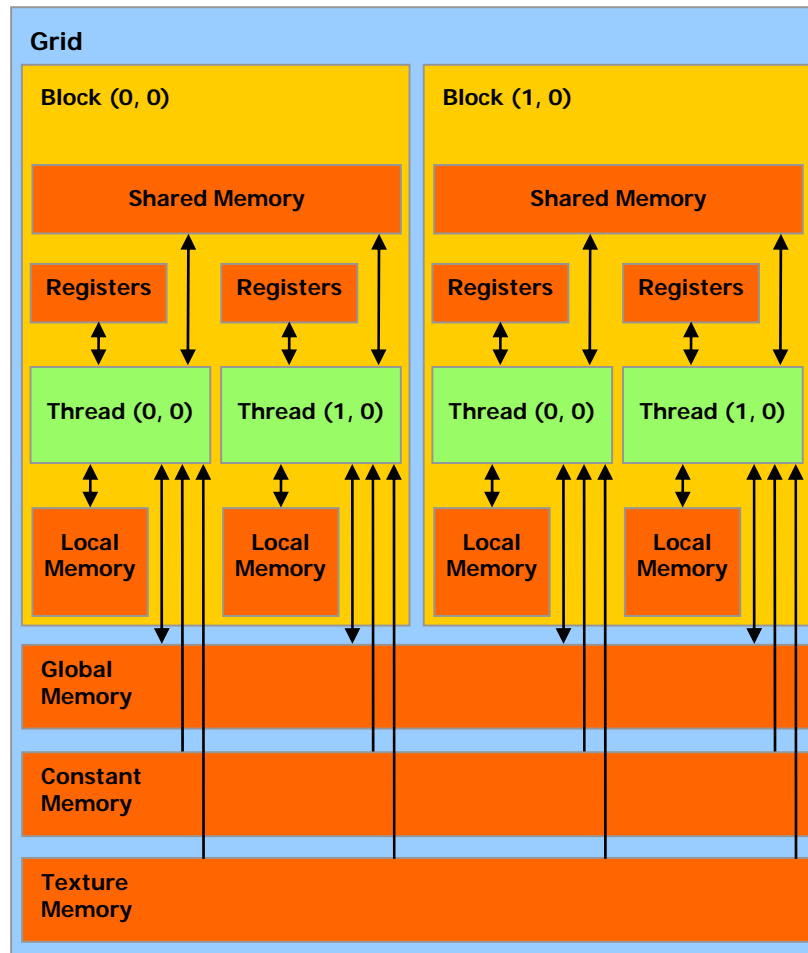 Grid
Block (0, 0)
Block (1, 0)
Shared Memory
Shared Memory
Registers
Registers
Registers
Registers
Thread (0, 0)
Thread (1, 0)
Thread (0, 0)
Thread (1, 0)
Local
Memory
Local
Memory
Local
Memory
Local
Memory
Global
Memory
Constant
Memory
Texture
Memory